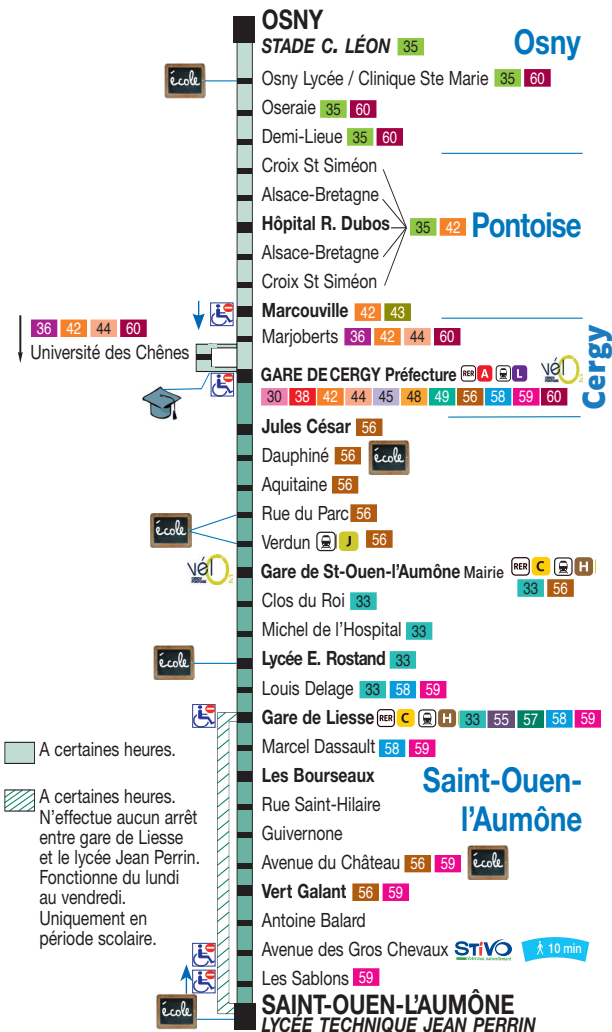 OSNY
STADE C. LÉON 35
Osny
école
Osny Lycée / Clinique Ste Marie 35 60
Oseraie 35 60
Demi-Lieue 35 60
Croix St Siméon
Alsace-Bretagne
Hôpital R. Dubos 35 42 Pontoise
Alsace-Bretagne
Croix St Siméon
Marcouville 42 43
36 42 44 60
Université des Chênes
Marjoberts 36 42 44 60
Cergy
GARE DE CERGY Préfecture RER A L vélO2
30 38 42 44 45 48 49 56 58 59 60
Jules César 56
Dauphiné 56 école
Aquitaine 56
Rue du Parc 56
école
Verdun J 56
vélO2
Gare de St-Ouen-l'Aumône Mairie RER C H
33 56
Clos du Roi 33
Michel de l'Hospital 33
école
Lycée E. Rostand 33
Louis Delage 33 58 59
Gare de Liesse RER C H 33 55 57 58 59
Marcel Dassault 58 59
Les Bourseaux
Rue Saint-Hilaire
Guivernone
Saint-Ouen-
l'Aumône
Avenue du Château 56 59 école
Vert Galant 56 59
Antoine Balard
Avenue des Gros Chevaux STiVO 10 min
Les Sablons 59
école
SAINT-OUEN-L'AUMÔNE
LYCÉE TECHNIQUE JEAN PERRIN
A certaines heures.
A certaines heures.
N'effectue aucun arrêt
entre gare de Liesse
et le lycée Jean Perrin.
Fonctionne du lundi
au vendredi.
Uniquement en
période scolaire.